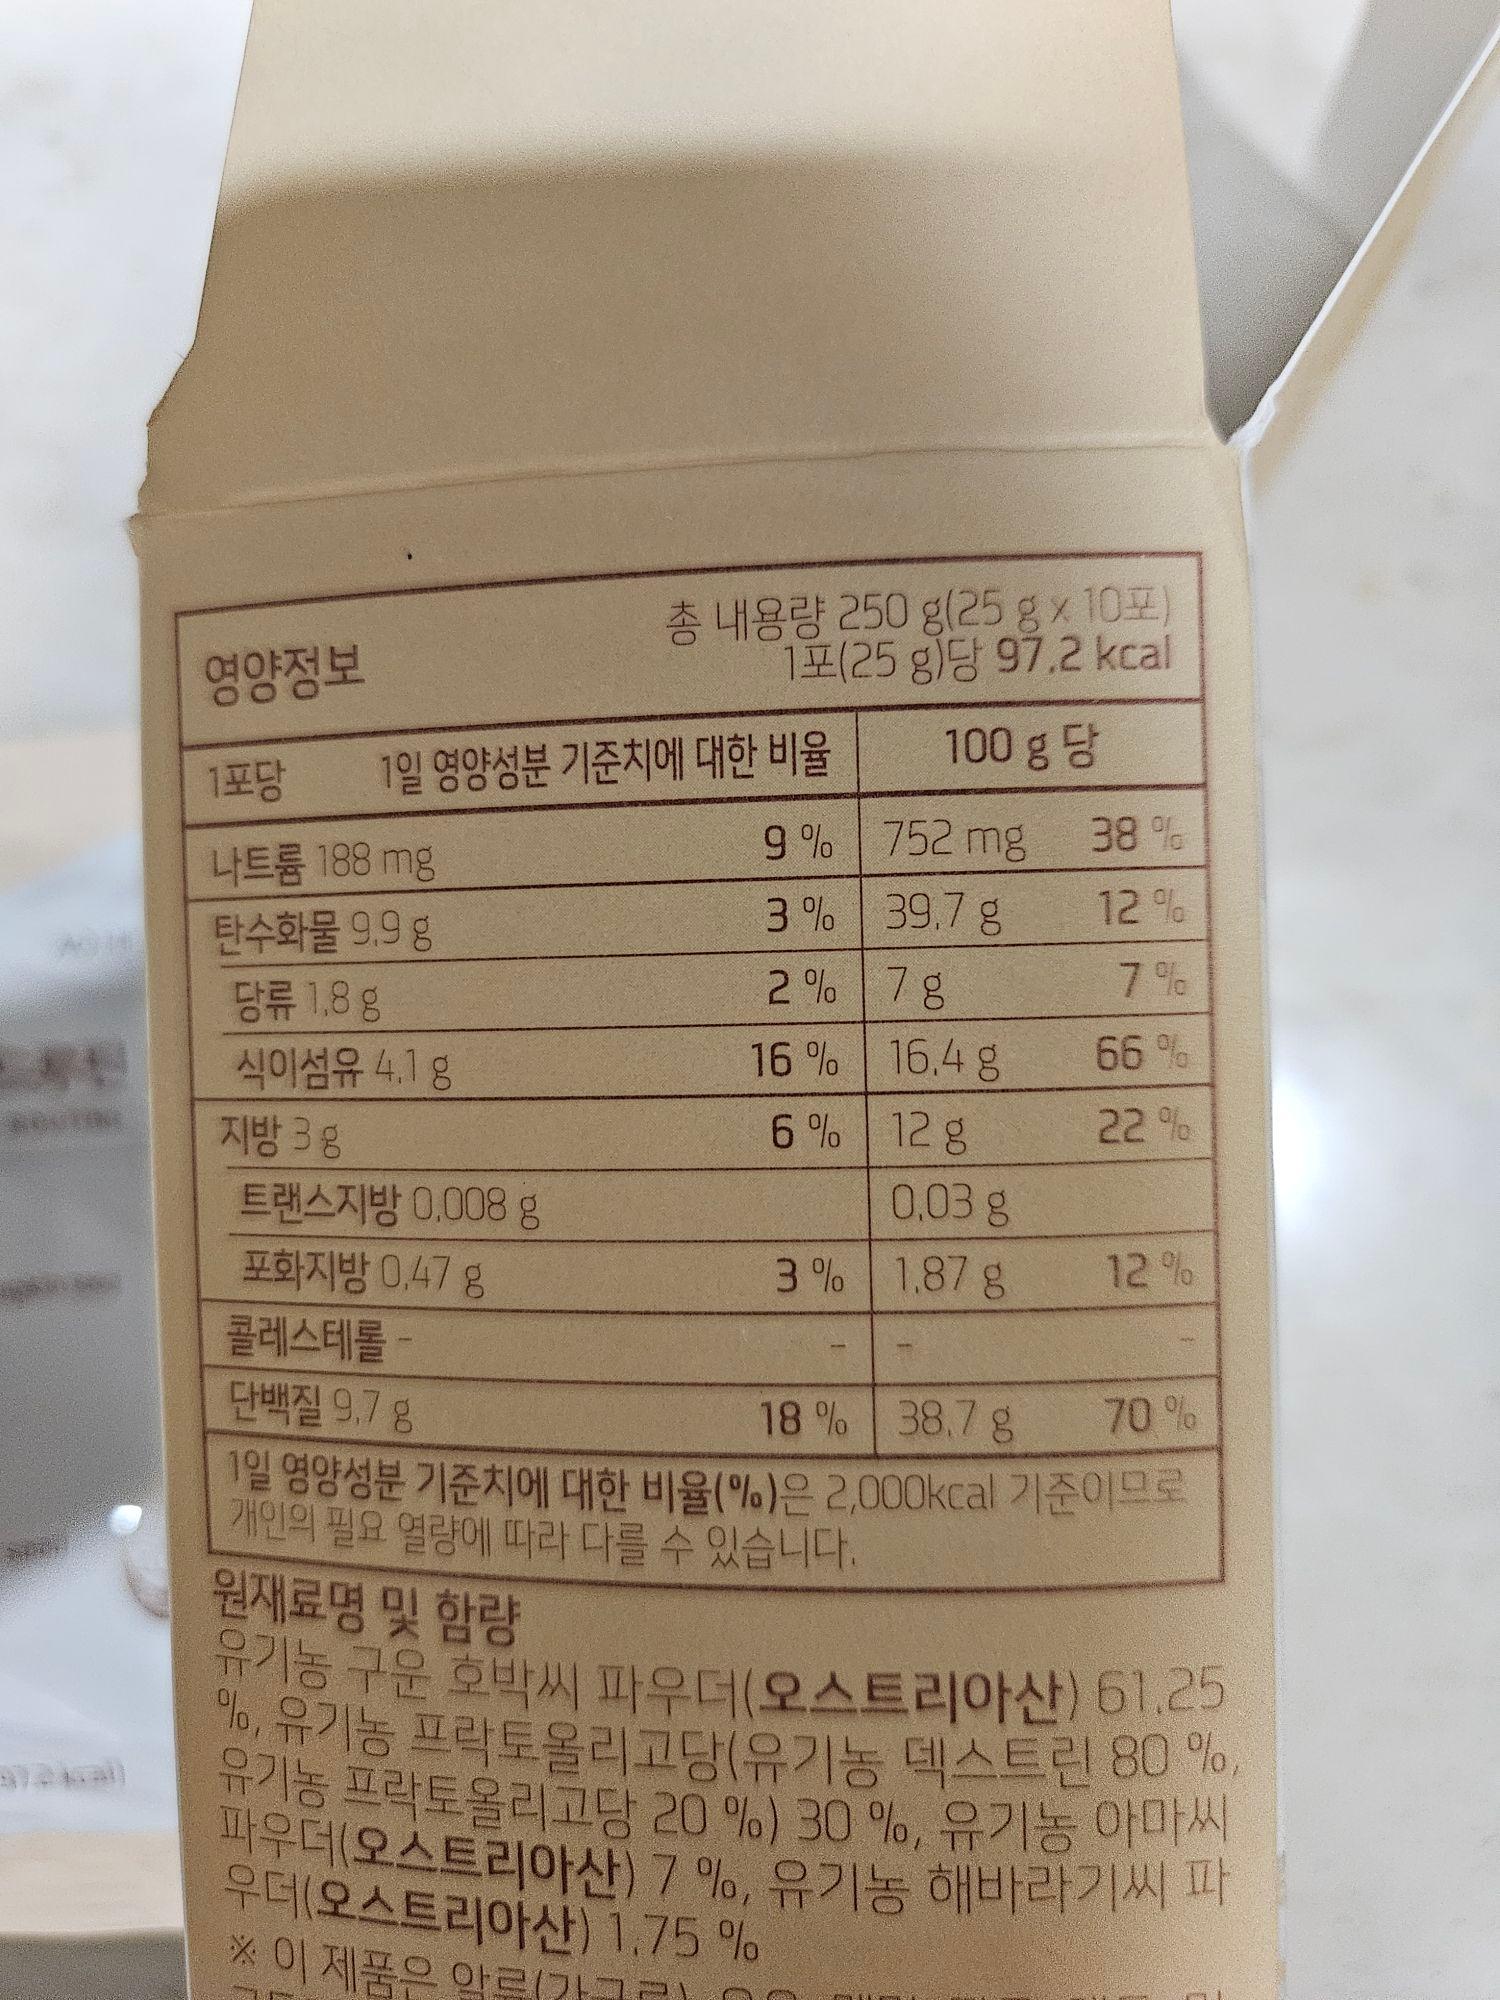 영양정보
총 내용량 250 g(25 g x 10포)
1포(25 g)당 97.2 kcal
1포당 1일 영양성분 기준치에 대한 비율 100 g 당
나트륨 188 mg 9 % 752 mg 38 %
탄수화물 9.9 g 3 % 39.7 g 12 %
당류 1.8 g 2 % 7 g 7 %
식이섬유 4.1 g 16 % 16.4 g 66 %
지방 3 g 6 % 12 g 22 %
트랜스지방 0.008 g 0.03 g
포화지방 0.47 g 3 % 1.87 g 12 %
콜레스테롤 - - - -
단백질 9.7 g 18 % 38.7 g 70 %
1일 영양성분 기준치에 대한 비율(%)은 2,000kcal 기준이므로
개인의 필요 열량에 따라 다를 수 있습니다.
원재료명 및 함량
유기농 구운 호박씨 파우더(오스트리아산) 61.25
%, 유기농 프락토올리고당(유기농 덱스트린 80 %,
유기농 프락토올리고당 20 %) 30 %, 유기농 아마씨
파우더(오스트리아산) 7 %, 유기농 해바라기씨 파
우더(오스트리아산) 1.75 %
※ 이 제품은